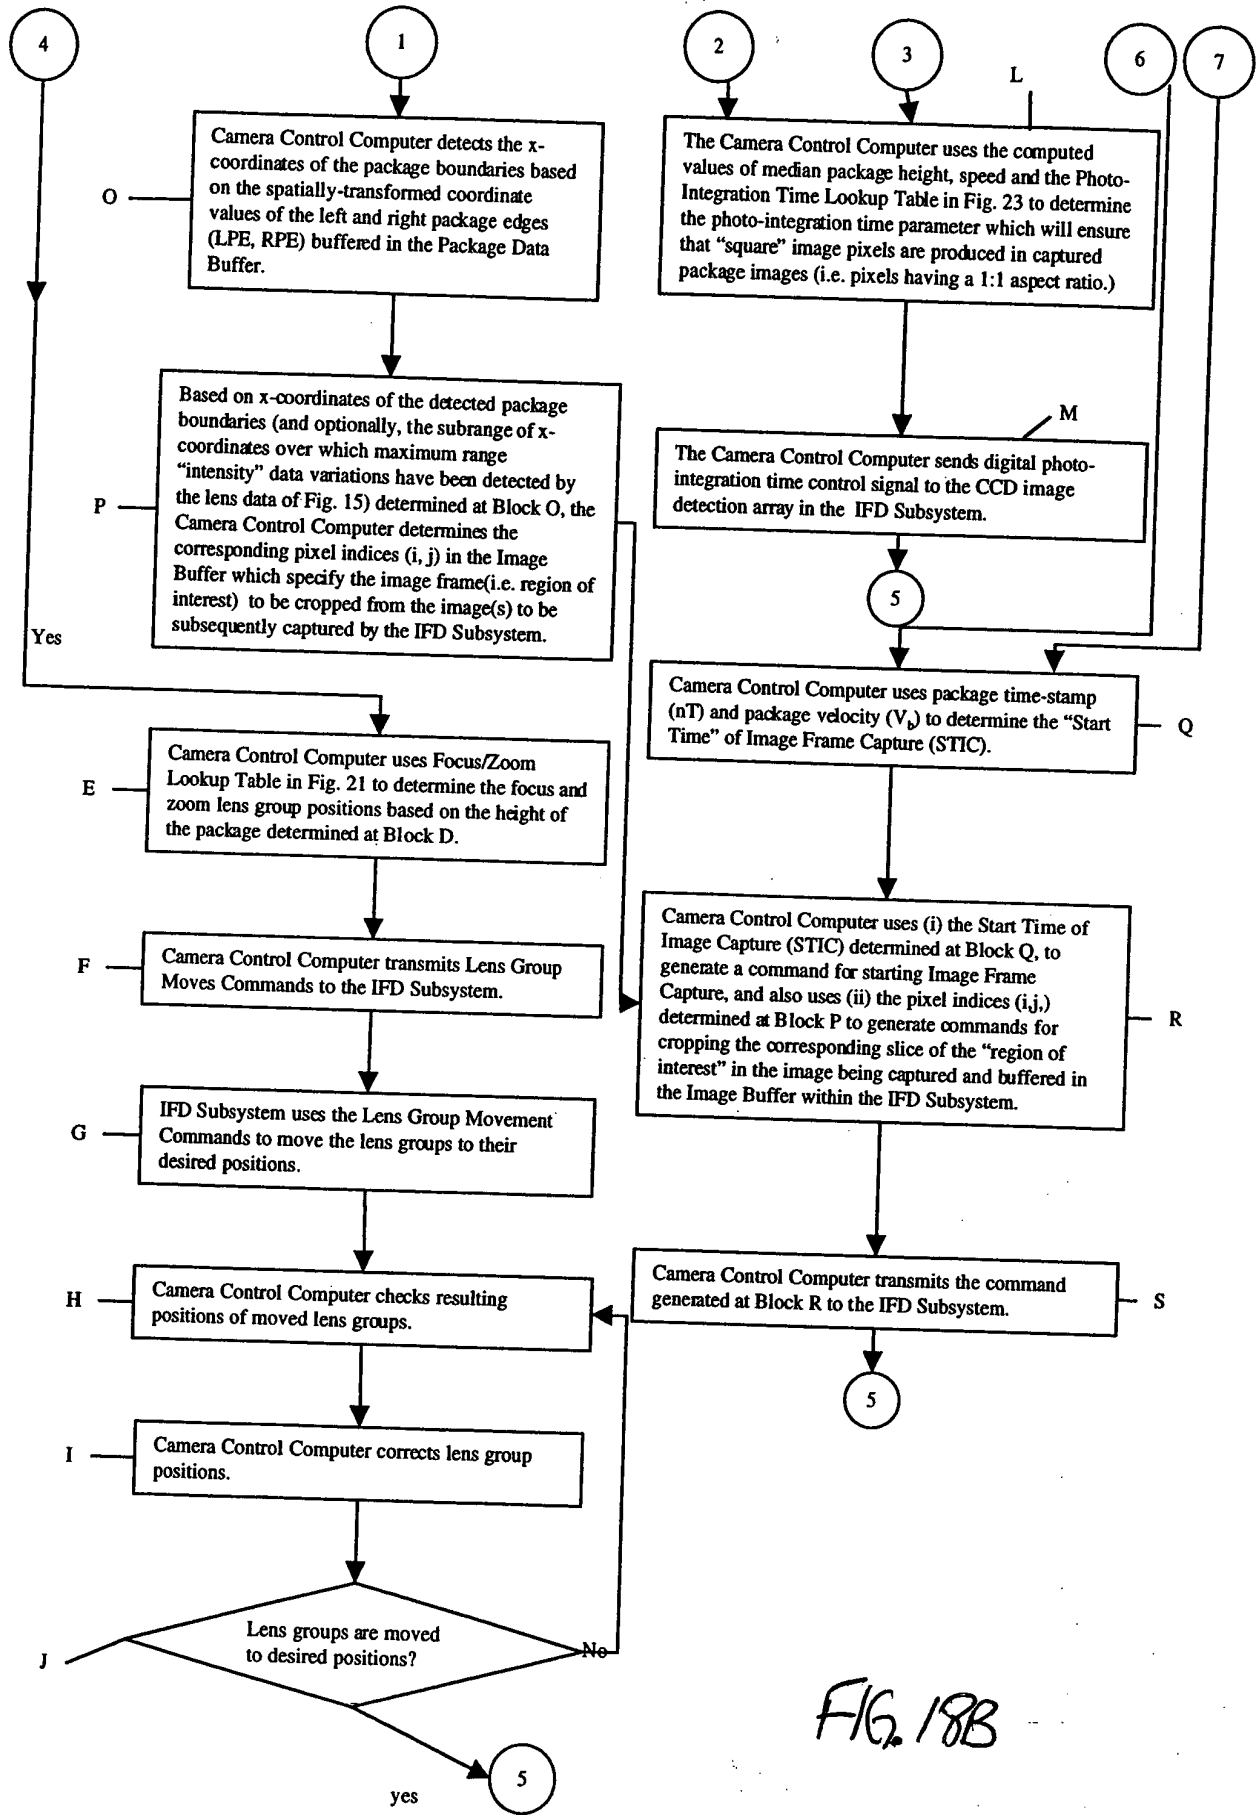 4
1
2
3
L
6
7
O
Camera Control Computer detects the x-
coordinates of the package boundaries based
on the spatially-transformed coordinate
values of the left and right package edges
(LPE, RPE) buffered in the Package Data
Buffer.
The Camera Control Computer uses the computed
values of median package height, speed and the Photo-
Integration Time Lookup Table in Fig. 23 to determine
the photo-integration time parameter which will ensure
that “square” image pixels are produced in captured
package images (i.e. pixels having a 1:1 aspect ratio.)
P
Based on x-coordinates of the detected package
boundaries (and optionally, the subrange of x-
coordinates over which maximum range
“intensity” data variations have been detected by
the lens data of Fig. 15) determined at Block O, the
Camera Control Computer determines the
corresponding pixel indices (i, j) in the Image
Buffer which specify the image frame(i.e. region of
interest) to be cropped from the image(s) to be
subsequently captured by the IFD Subsystem.
M
The Camera Control Computer sends digital photo-
integration time control signal to the CCD image
detection array in the IFD Subsystem.
5
Yes
Camera Control Computer uses package time-stamp
(nT) and package velocity (Vb) to determine the “Start
Time” of Image Frame Capture (STIC).
Q
E
Camera Control Computer uses Focus/Zoom
Lookup Table in Fig. 21 to determine the focus and
zoom lens group positions based on the height of
the package determined at Block D.
F
Camera Control Computer transmits Lens Group
Moves Commands to the IFD Subsystem.
Camera Control Computer uses (i) the Start Time of
Image Capture (STIC) determined at Block Q, to
generate a command for starting Image Frame
Capture, and also uses (ii) the pixel indices (i,j,)
determined at Block P to generate commands for
cropping the corresponding slice of the “region of
interest” in the image being captured and buffered in
the Image Buffer within the IFD Subsystem.
R
G
IFD Subsystem uses the Lens Group Movement
Commands to move the lens groups to their
desired positions.
H
Camera Control Computer checks resulting
positions of moved lens groups.
Camera Control Computer transmits the command
generated at Block R to the IFD Subsystem.
S
5
I
Camera Control Computer corrects lens group
positions.
J
Lens groups are moved
to desired positions?
No
yes
5
FIG. 18B